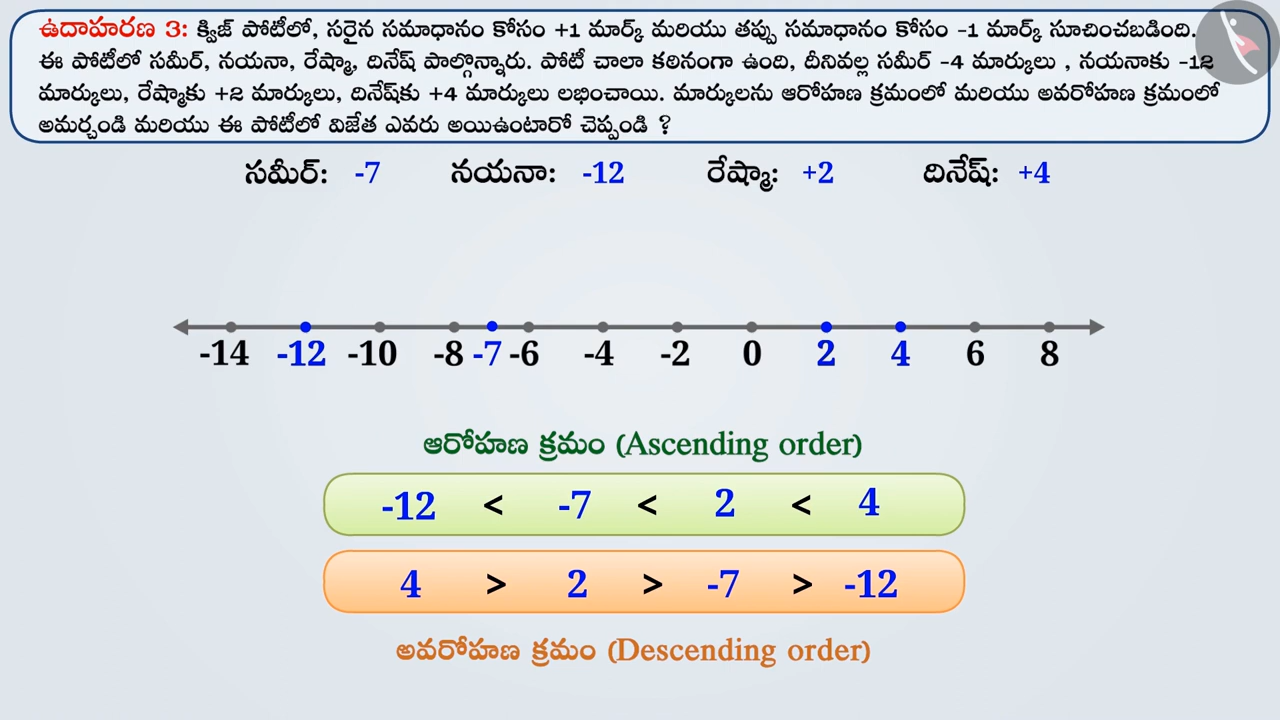 ఉదాహరణ 3: క్విజ్ పోటీలో, సరైన సమాధానం కోసం +1 మార్క్ మరియు తప్పు సమాధానం కోసం -1 మార్క్ సూచించబడింది.
ఈ పోటీలో సమీర్, నయనా, రేష్మా, దినేష్ పాల్గొన్నారు. పోటీ చాలా కఠినంగా ఉంది, దీనివల్ల సమీర్ -4 మార్కులు , నయనాకు -12
మార్కులు, రేష్మాకు +2 మార్కులు, దినేష్‌కు +4 మార్కులు లభించాయి. మార్కులను ఆరోహణ క్రమంలో మరియు అవరోహణ క్రమంలో
అమర్చండి మరియు ఈ పోటీలో విజేత ఎవరు అయిఉంటారో చెప్పండి ?
సమీర్: -7 నయనా: -12 రేష్మా: +2 దినేష్: +4
-14 -12 -10 -8 -7 -6 -4 -2 0 2 4 6 8
ఆరోహణ క్రమం (Ascending order)
-12 < -7 < 2 < 4
4 > 2 > -7 > -12
అవరోహణ క్రమం (Descending order)